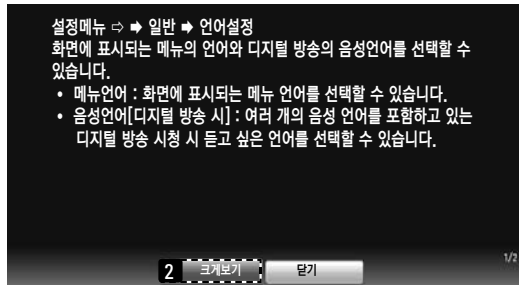 설정메뉴 ⇨ ➡ 일반 ➡ 언어설정
화면에 표시되는 메뉴의 언어와 디지털 방송의 음성언어를 선택할 수
있습니다.
• 메뉴언어 : 화면에 표시되는 메뉴 언어를 선택할 수 있습니다.
• 음성언어[디지털 방송 시] : 여러 개의 음성 언어를 포함하고 있는
디지털 방송 시청 시 듣고 싶은 언어를 선택할 수 있습니다.
1/2
2 크게보기 닫기